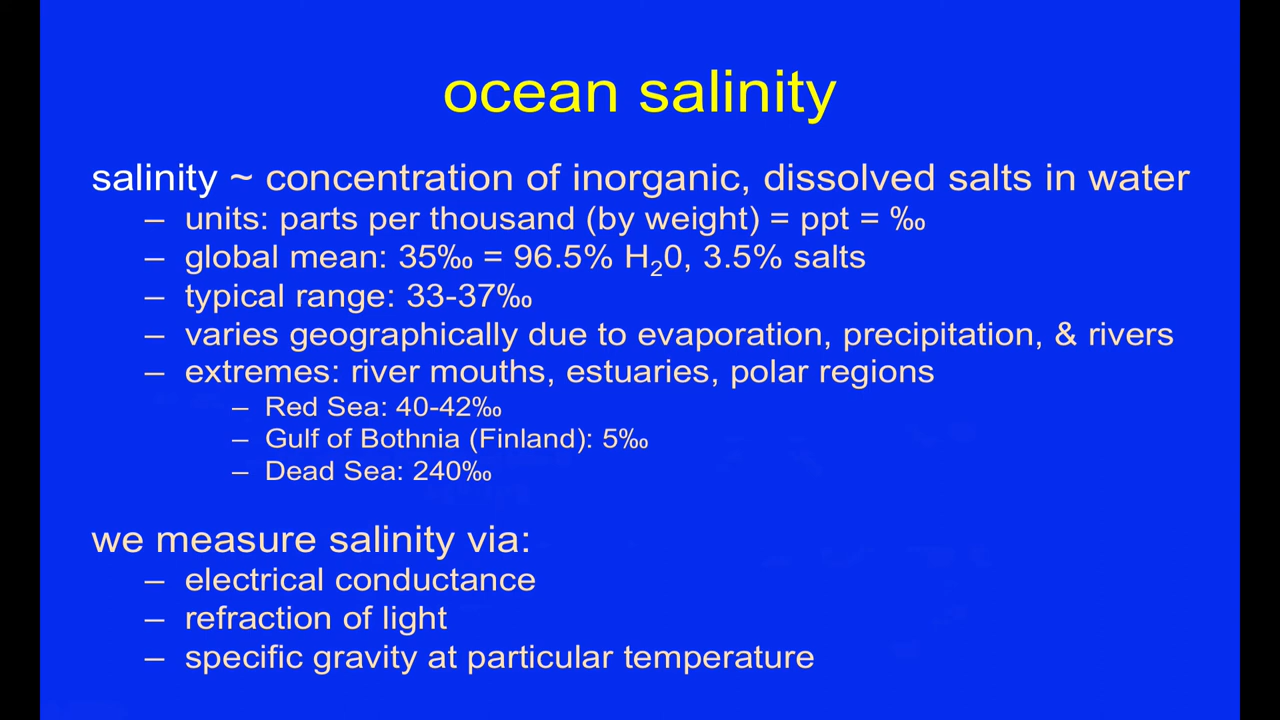 ocean salinity
salinity ~ concentration of inorganic, dissolved salts in water
– units: parts per thousand (by weight) = ppt = ‰
– global mean: 35‰ = 96.5% H₂0, 3.5% salts
– typical range: 33-37‰
– varies geographically due to evaporation, precipitation, & rivers
– extremes: river mouths, estuaries, polar regions
– Red Sea: 40-42‰
– Gulf of Bothnia (Finland): 5‰
– Dead Sea: 240‰
we measure salinity via:
– electrical conductance
– refraction of light
– specific gravity at particular temperature